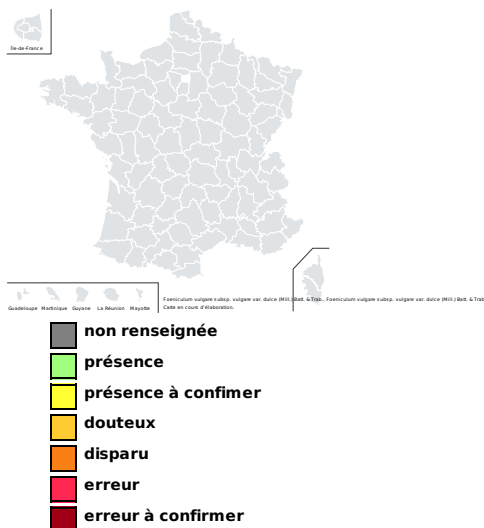 Île-de-France
Guadeloupe Martinique Guyane La Réunion Mayotte
Foeniculum vulgare subsp. vulgare var. dulce (Mill.) Batt. & Trab., Foeniculum vulgare subsp. vulgare var. dulce (Mill.) Batt. & Trab
Carte en cours d'élaboration.
non renseignée
présence
présence à confimer
douteux
disparu
erreur
erreur à confirmer